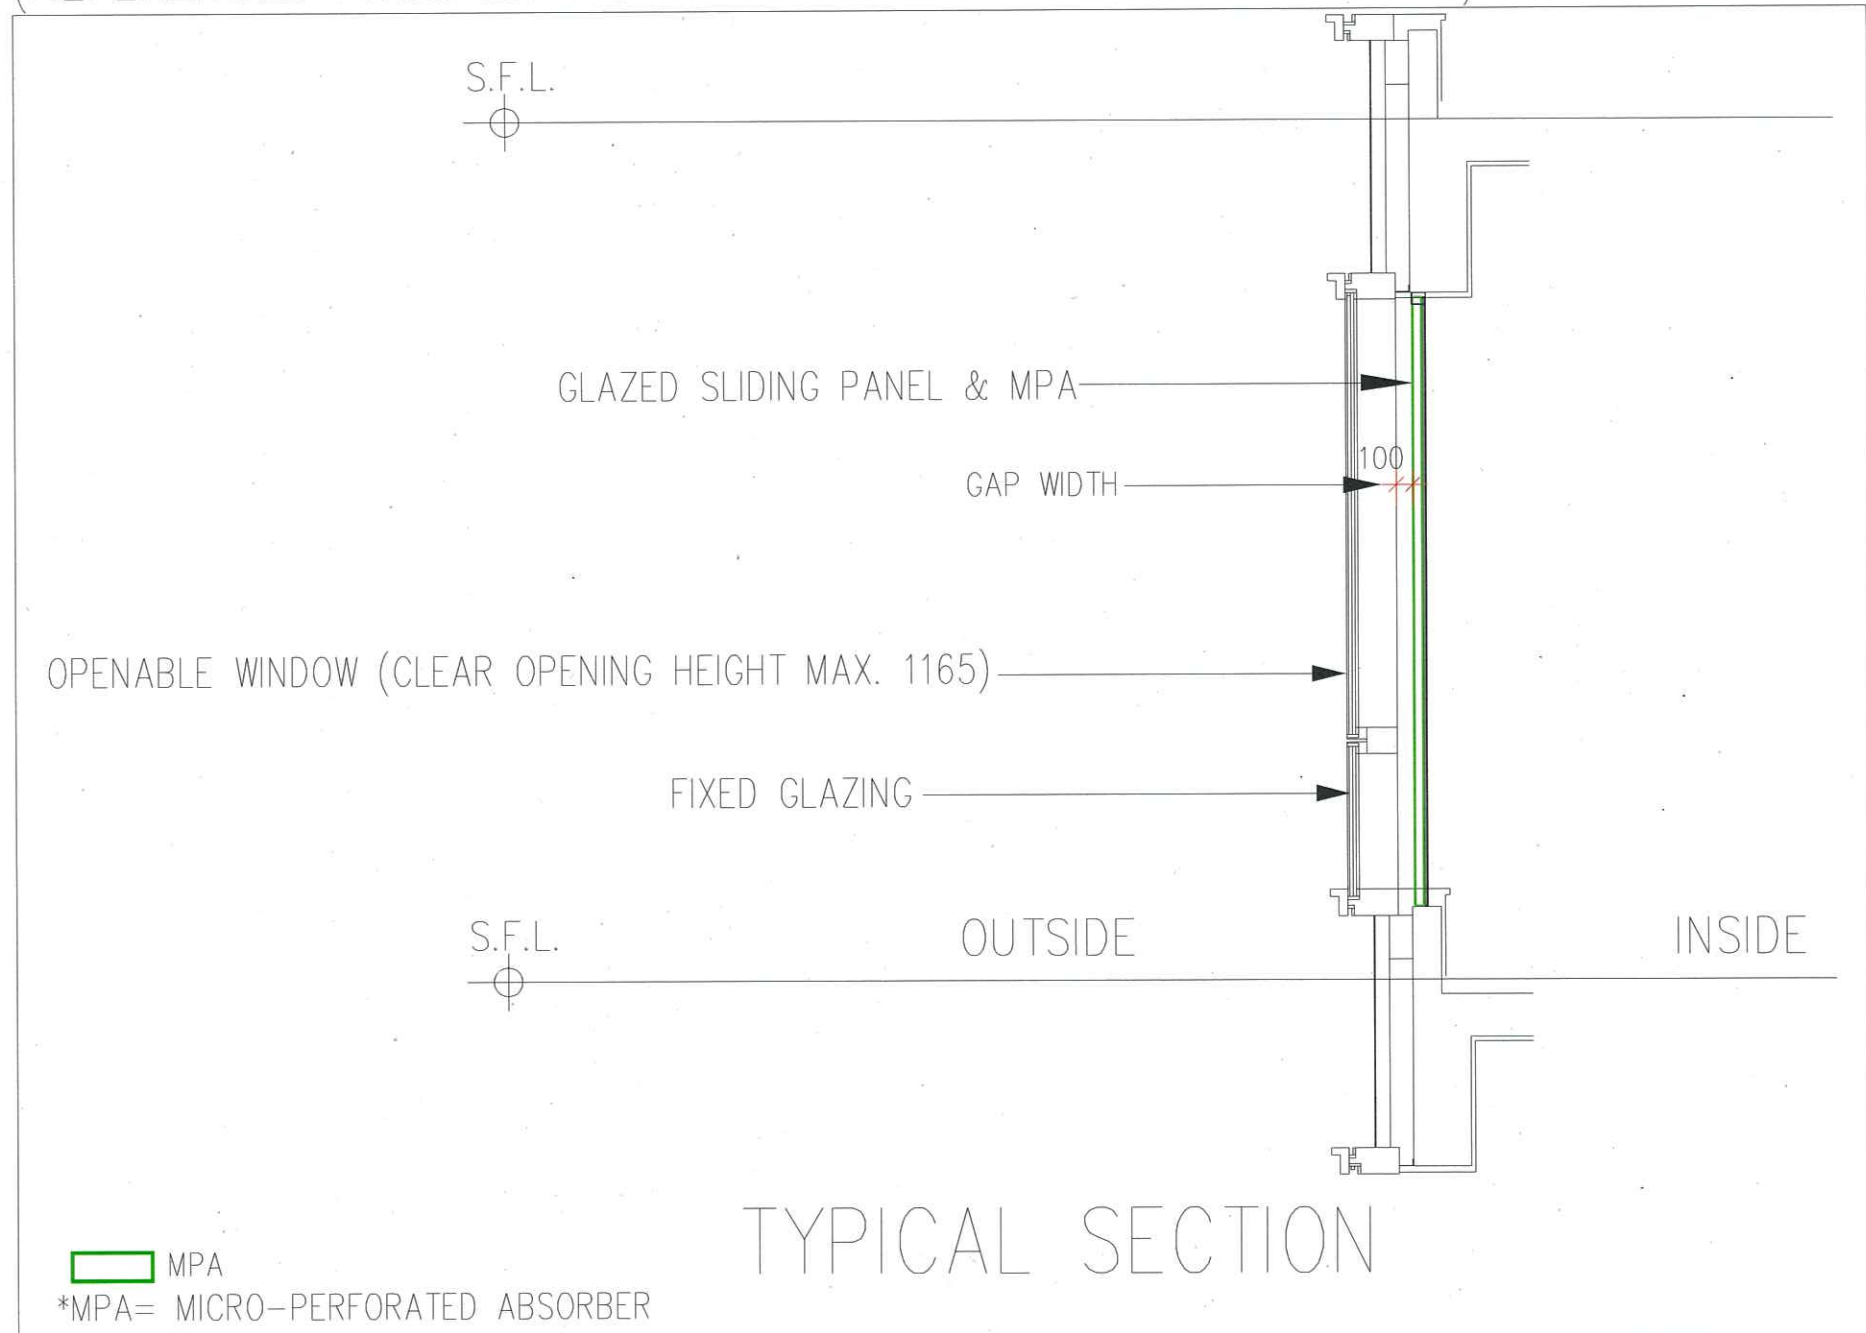 S.F.L.
GLAZED SLIDING PANEL & MPA
100
GAP WIDTH
OPENABLE WINDOW (CLEAR OPENING HEIGHT MAX. 1165)
FIXED GLAZING
S.F.L.
OUTSIDE
INSIDE
TYPICAL SECTION
MPA
*MPA= MICRO-PERFORATED ABSORBER